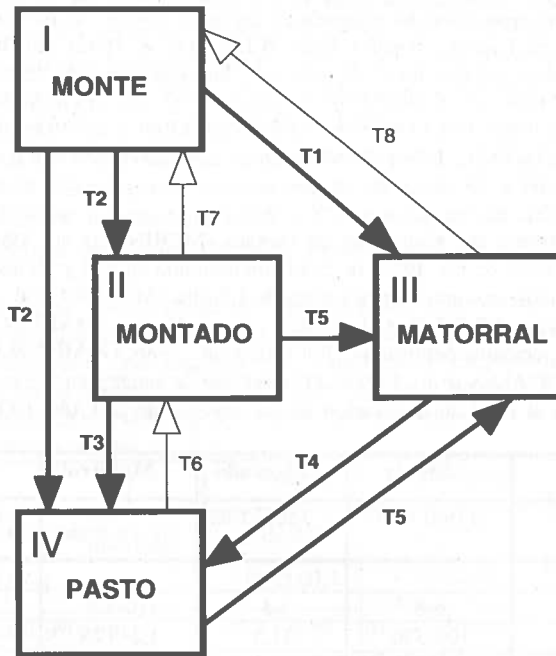 I
MONTE
T8
T1
T2
T7
T2
II
MONTADO
T5
III
MATORRAL
T3
T6
T4
T5
IV
PASTO